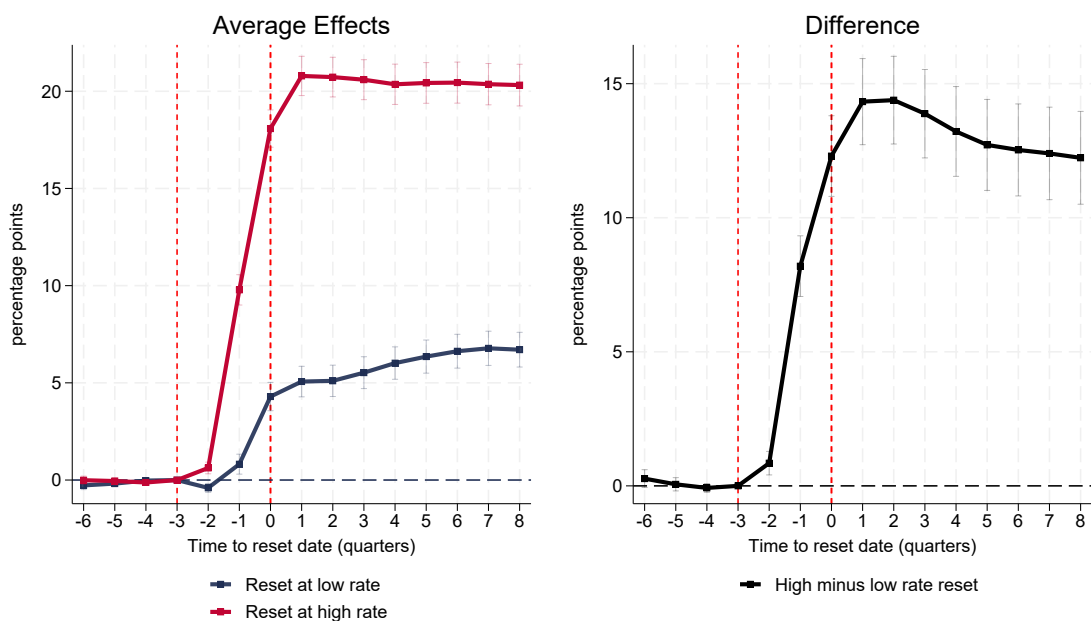 Average Effects
percentage points
20
15
10
5
0
-6 -5 -4 -3 -2 -1 0 1 2 3 4 5 6 7 8
Time to reset date (quarters)
Reset at low rate
Reset at high rate
Difference
percentage points
15
10
5
0
-6 -5 -4 -3 -2 -1 0 1 2 3 4 5 6 7 8
Time to reset date (quarters)
High minus low rate reset